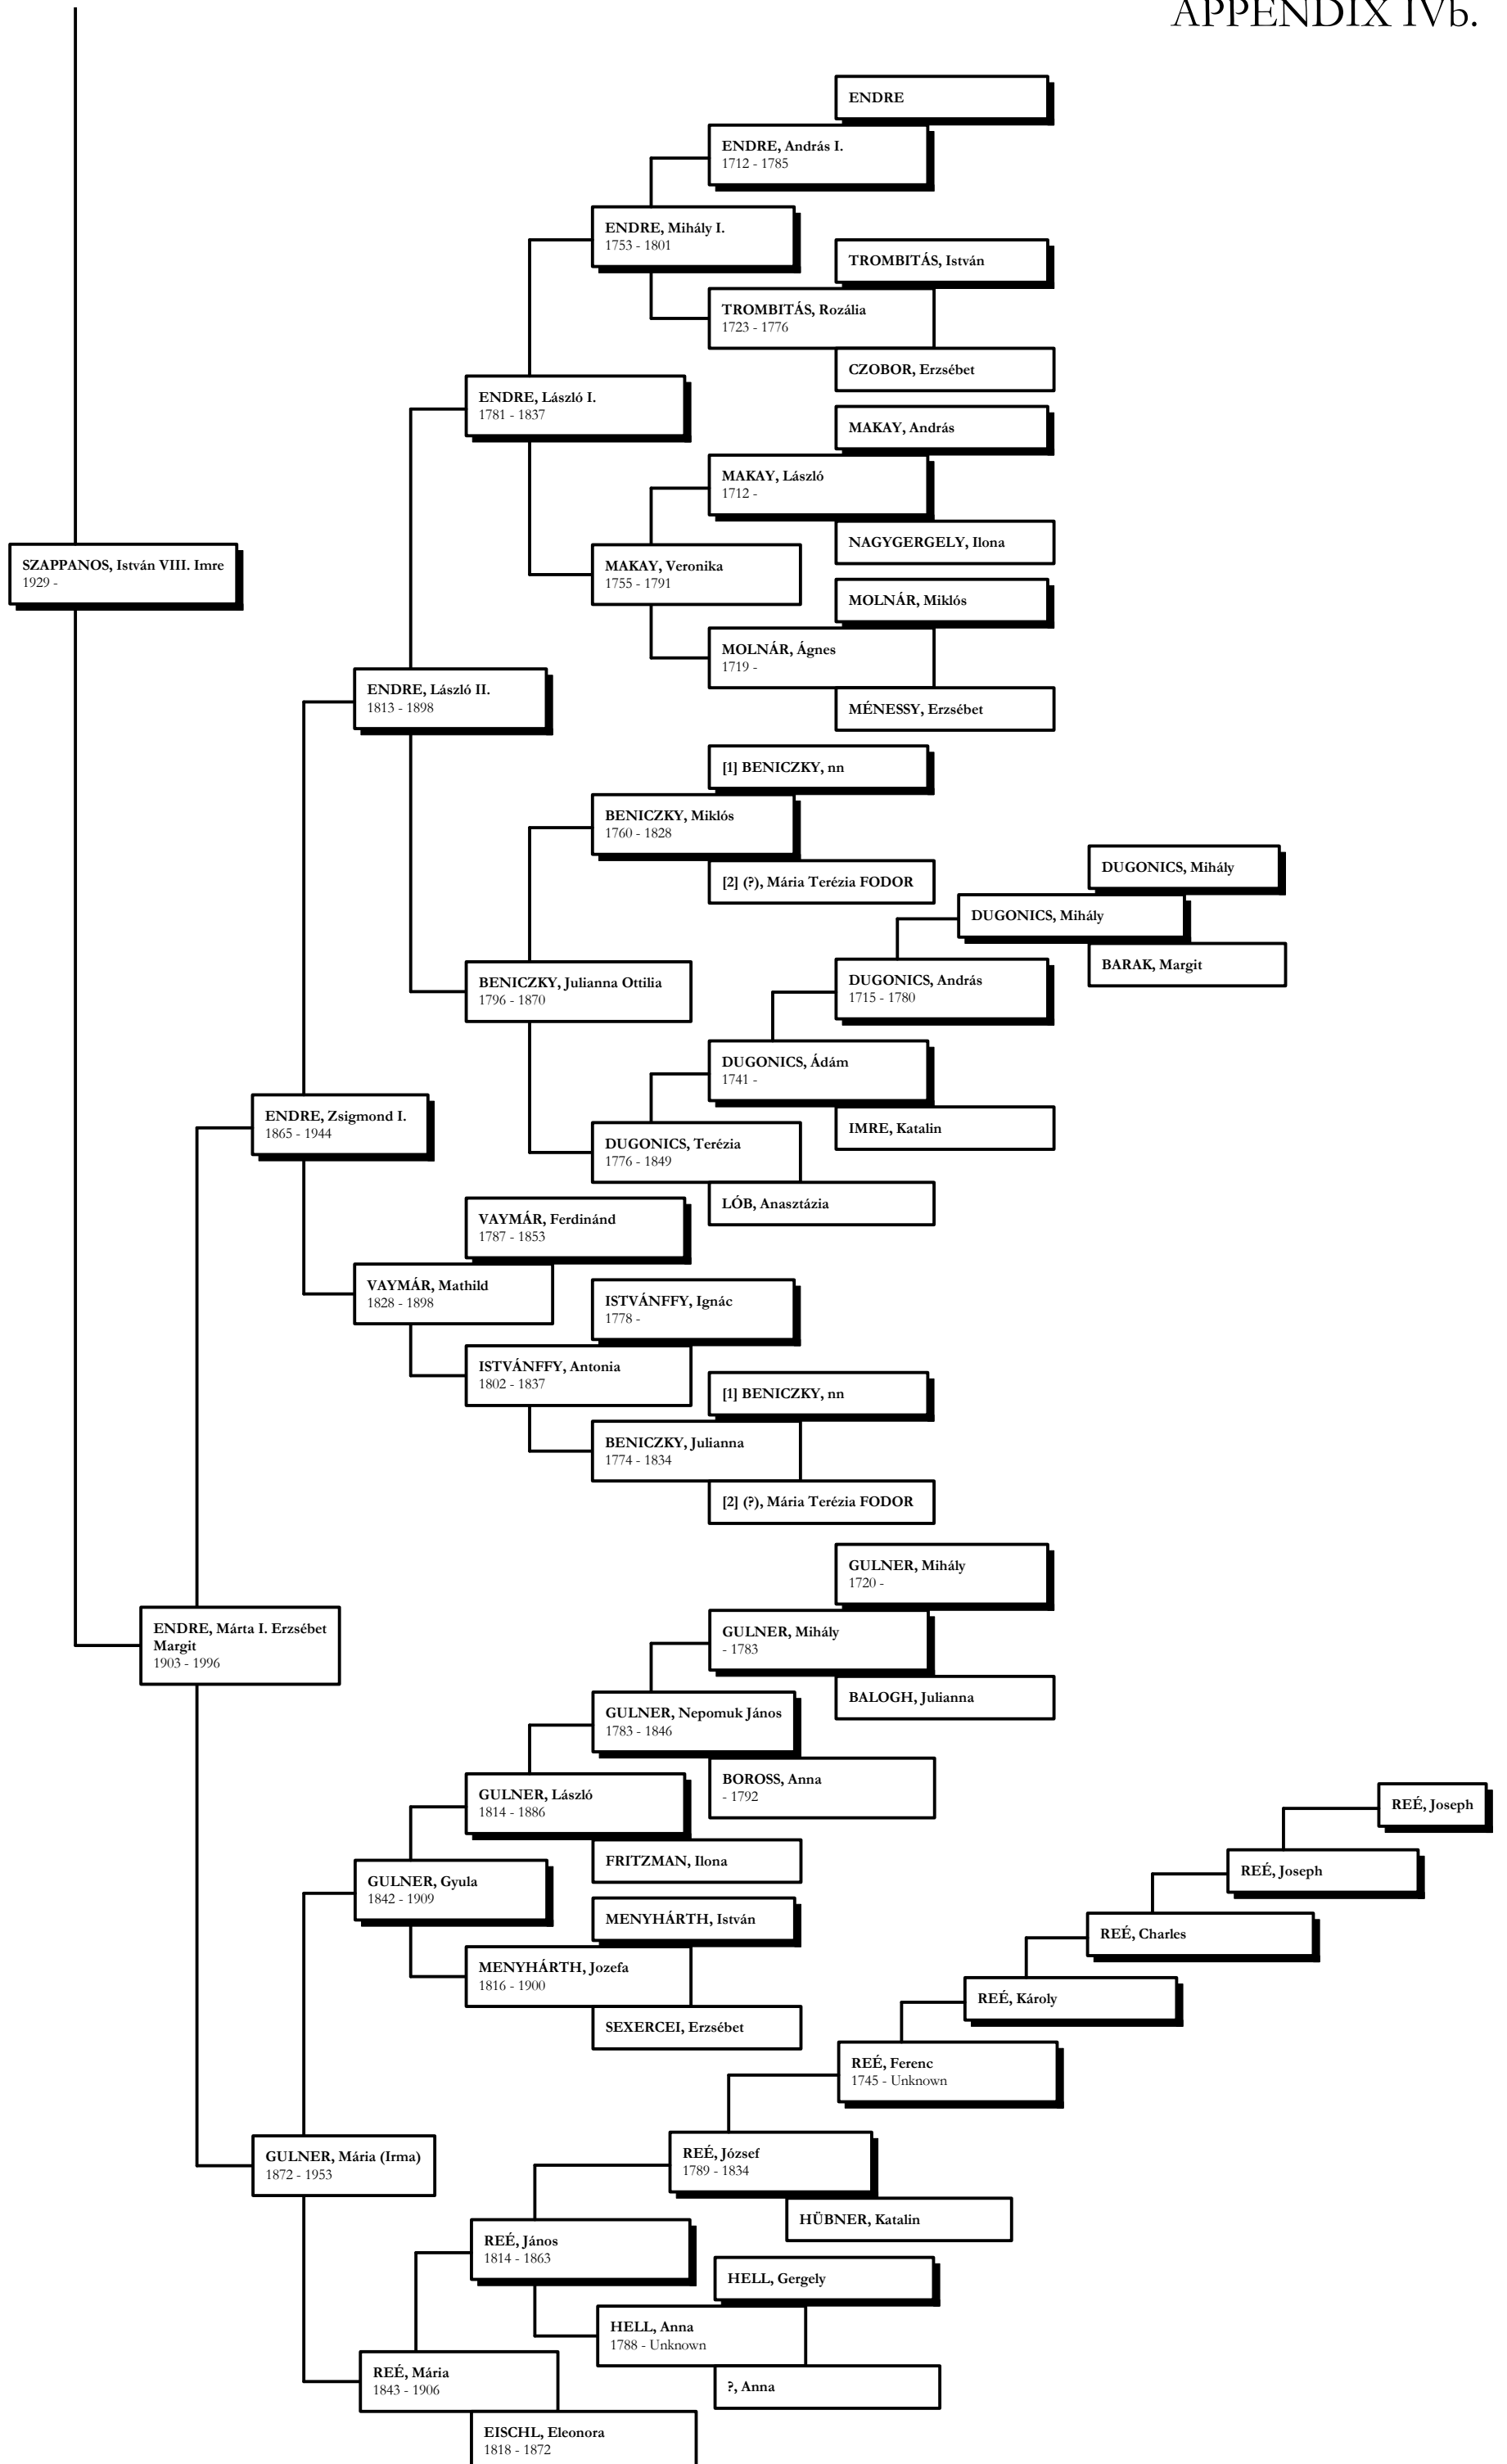 APPENDIX IVb.
ENDRE
ENDRE, András I.
1712 - 1785
ENDRE, Mihály I.
1753 - 1801
TROMBITÁS, István
TROMBITÁS, Rozália
1723 - 1776
CZOBOR, Erzsébet
ENDRE, László I.
1781 - 1837
MAKAY, András
MAKAY, László
1712 -
NAGYGERGELY, Ilona
SZAPPANOS, István VIII. Imre
1929 -
MAKAY, Veronika
1755 - 1791
MOLNÁR, Miklós
MOLNÁR, Ágnes
1719 -
MÉNESSY, Erzsébet
ENDRE, László II.
1813 - 1898
[1] BENICZKY, nn
BENICZKY, Miklós
1760 - 1828
[2] (?), Mária Terézia FODOR
DUGONICS, Mihály
DUGONICS, Mihály
BARAK, Margit
BENICZKY, Julianna Ottilia
1796 - 1870
DUGONICS, András
1715 - 1780
DUGONICS, Ádám
1741 -
IMRE, Katalin
ENDRE, Zsigmond I.
1865 - 1944
DUGONICS, Terézia
1776 - 1849
LÓB, Anasztázia
VAYMÁR, Ferdinánd
1787 - 1853
VAYMÁR, Mathild
1828 - 1898
ISTVÁNFFY, Ignác
1778 -
ISTVÁNFFY, Antonia
1802 - 1837
[1] BENICZKY, nn
BENICZKY, Julianna
1774 - 1834
[2] (?), Mária Terézia FODOR
GULNER, Mihály
1720 -
ENDRE, Márta I. Erzsébet
Margit
1903 - 1996
GULNER, Mihály
- 1783
BALOGH, Julianna
GULNER, Nepomuk János
1783 - 1846
BOROSS, Anna
- 1792
GULNER, László
1814 - 1886
FRITZMAN, Ilona
GULNER, Gyula
1842 - 1909
MENYHÁRTH, István
MENYHÁRTH, Jozefa
1816 - 1900
SEXERCEI, Erzsébet
REÉ, Joseph
REÉ, Joseph
REÉ, Charles
REÉ, Károly
REÉ, Ferenc
1745 - Unknown
GULNER, Mária (Irma)
1872 - 1953
REÉ, József
1789 - 1834
HÜBNER, Katalin
REÉ, János
1814 - 1863
HELL, Gergely
HELL, Anna
1788 - Unknown
?, Anna
REÉ, Mária
1843 - 1906
EISCHL, Eleonora
1818 - 1872